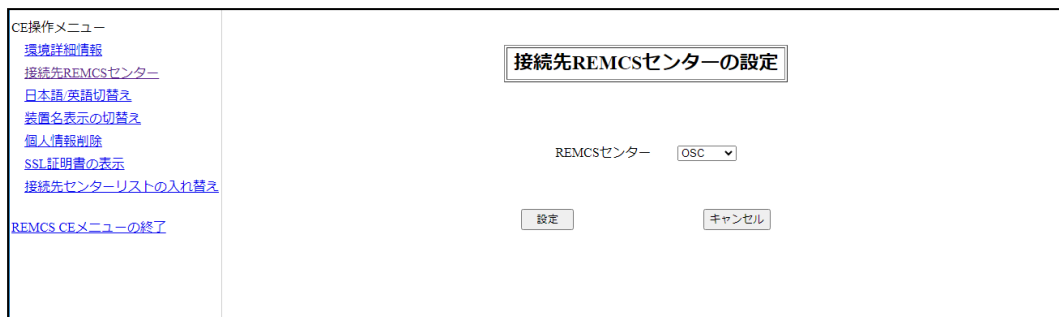 CE操作メニュー
環境詳細情報
接続先REMCSセンター
日本語/英語切替え
装置名表示の切替え
個人情報削除
SSL証明書の表示
接続先センターリストの入れ替え
REMCS CEメニューの終了
接続先REMCSセンターの設定
REMCSセンター OSC
設定 キャンセル